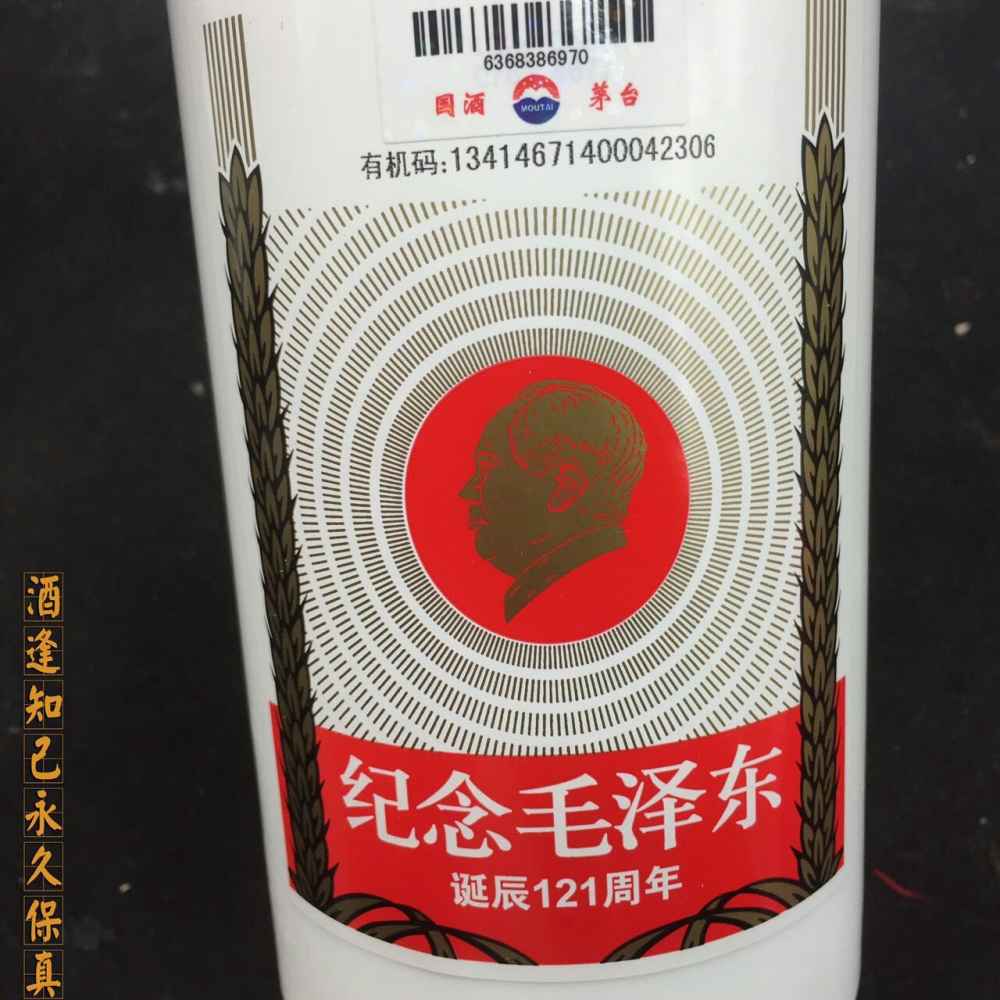 6368386970
国酒 MOUTAI 茅台
有机码:13414671400042306
纪念毛泽东
诞辰121周年
酒逢知己永久保真